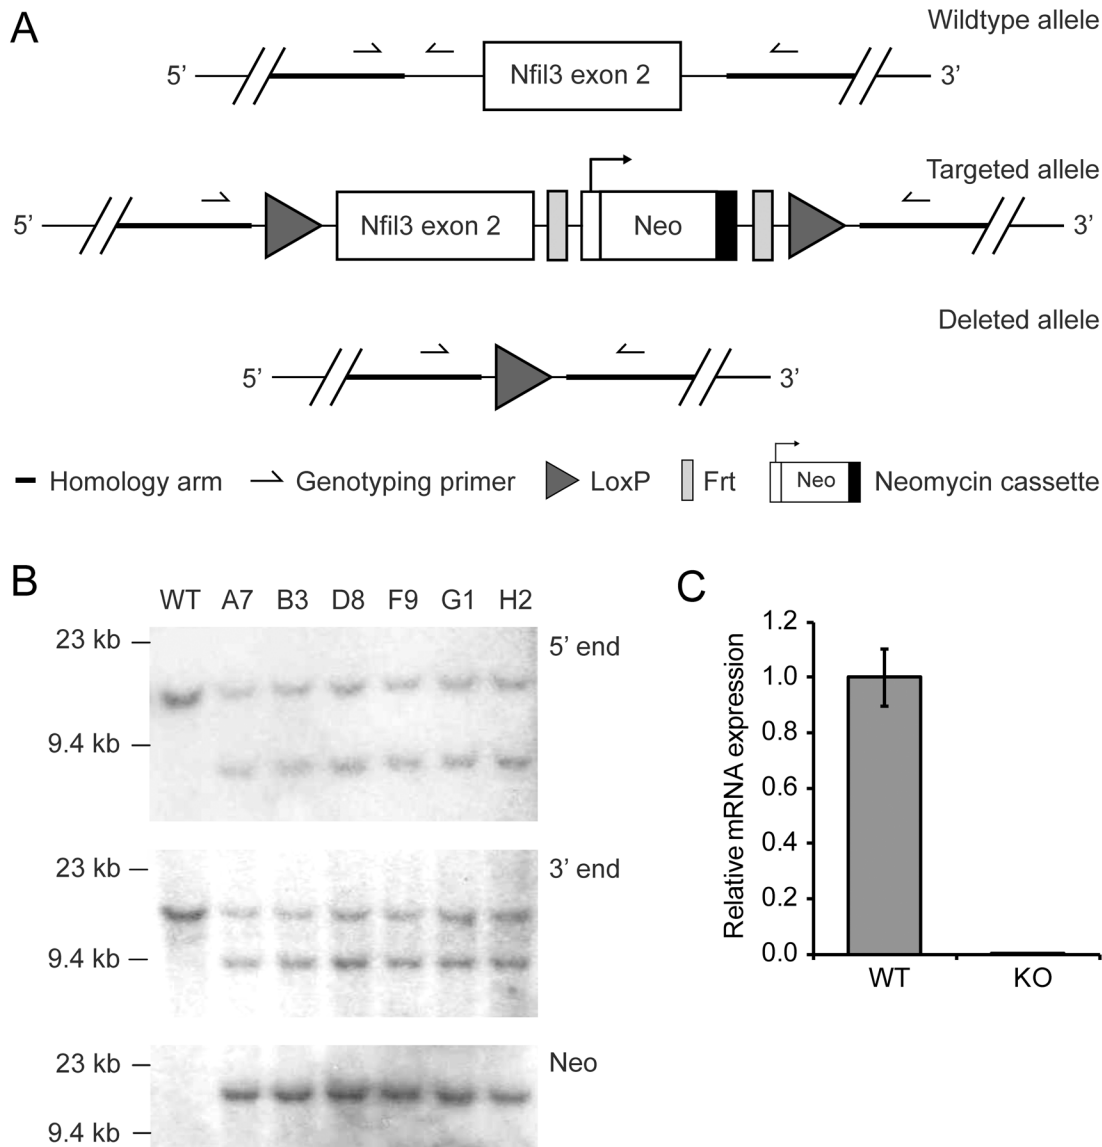 A
Wildtype allele
5’
Nfil3 exon 2
3’
Targeted allele
5’
Nfil3 exon 2
Neo
3’
Deleted allele
5’
3’
Homology arm
Genotyping primer
LoxP
Frt
Neo
Neomycin cassette
B
WT A7 B3 D8 F9 G1 H2
23 kb
5’ end
9.4 kb
23 kb
3’ end
9.4 kb
23 kb
Neo
9.4 kb
C
Relative mRNA expression
1.2
1.0
0.8
0.6
0.4
0.2
0.0
WT KO